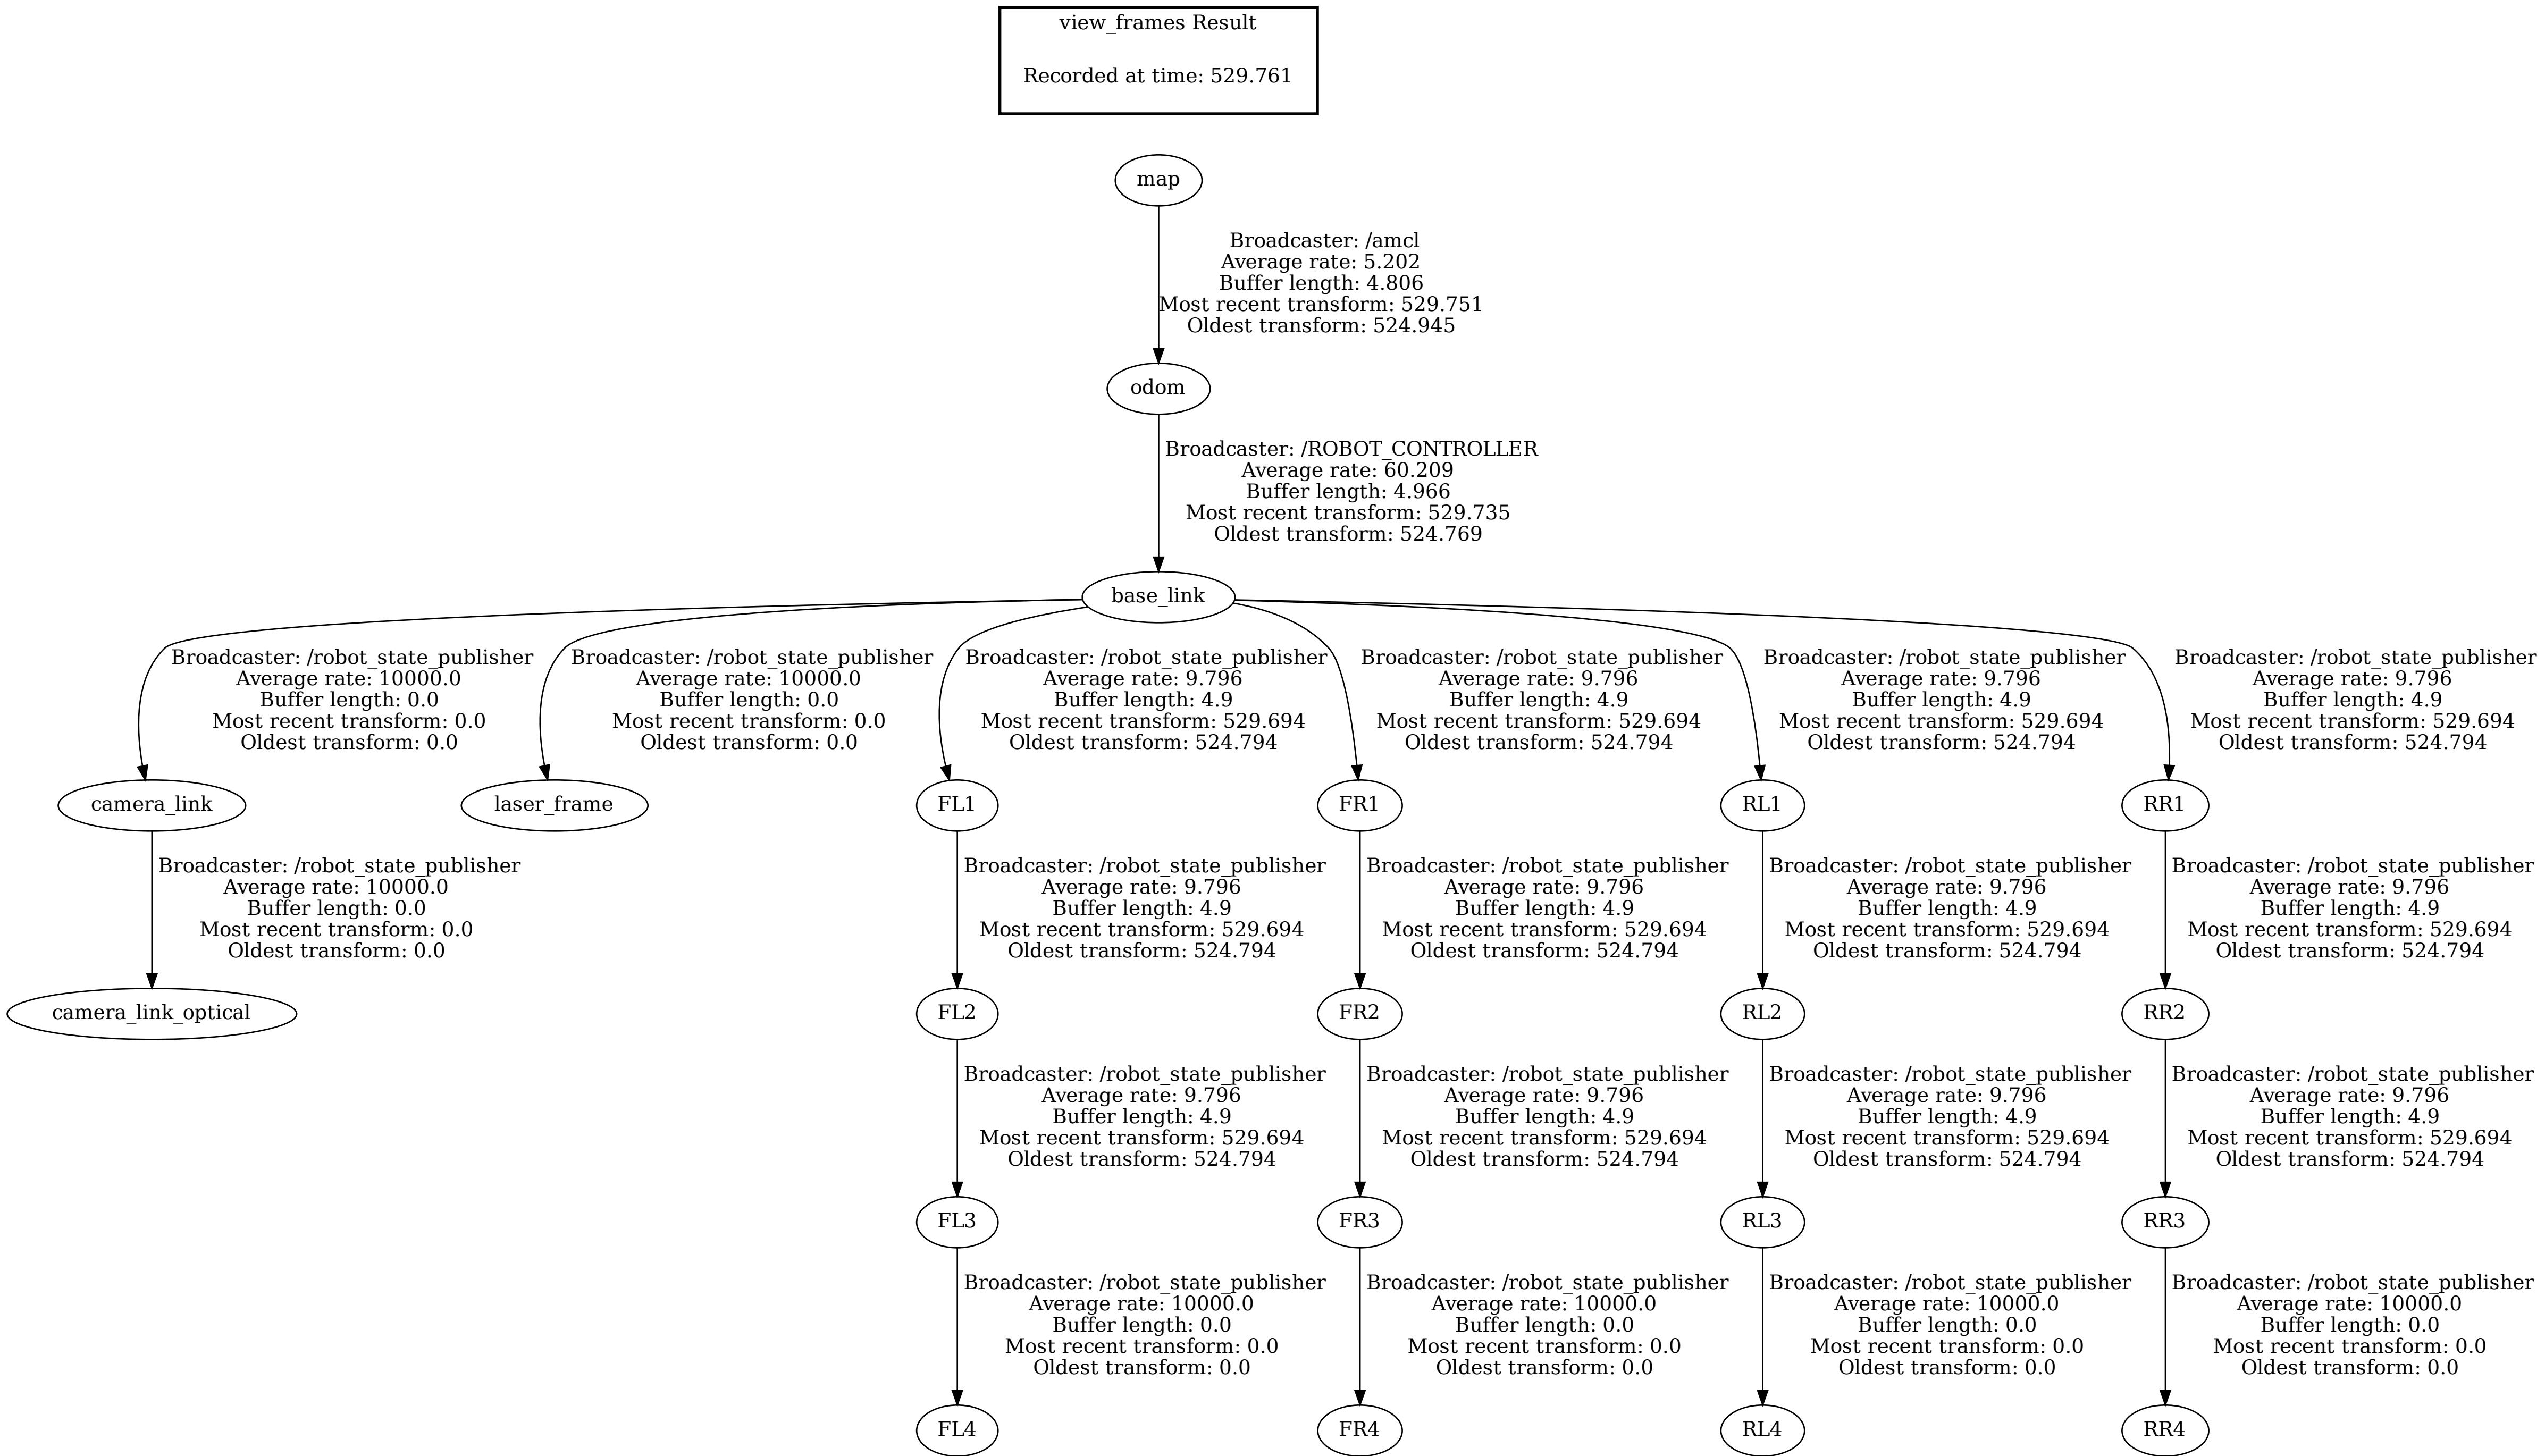 view_frames Result
Recorded at time: 529.761
map
Broadcaster: /amcl
Average rate: 5.202
Buffer length: 4.806
Most recent transform: 529.751
Oldest transform: 524.945
odom
Broadcaster: /ROBOT_CONTROLLER
Average rate: 60.209
Buffer length: 4.966
Most recent transform: 529.735
Oldest transform: 524.769
base_link
Broadcaster: /robot_state_publisher
Average rate: 10000.0
Buffer length: 0.0
Most recent transform: 0.0
Oldest transform: 0.0
Broadcaster: /robot_state_publisher
Average rate: 10000.0
Buffer length: 0.0
Most recent transform: 0.0
Oldest transform: 0.0
Broadcaster: /robot_state_publisher
Average rate: 9.796
Buffer length: 4.9
Most recent transform: 529.694
Oldest transform: 524.794
Broadcaster: /robot_state_publisher
Average rate: 9.796
Buffer length: 4.9
Most recent transform: 529.694
Oldest transform: 524.794
Broadcaster: /robot_state_publisher
Average rate: 9.796
Buffer length: 4.9
Most recent transform: 529.694
Oldest transform: 524.794
Broadcaster: /robot_state_publisher
Average rate: 9.796
Buffer length: 4.9
Most recent transform: 529.694
Oldest transform: 524.794
camera_link
laser_frame
FL1
FR1
RL1
RR1
Broadcaster: /robot_state_publisher
Average rate: 10000.0
Buffer length: 0.0
Most recent transform: 0.0
Oldest transform: 0.0
Broadcaster: /robot_state_publisher
Average rate: 9.796
Buffer length: 4.9
Most recent transform: 529.694
Oldest transform: 524.794
Broadcaster: /robot_state_publisher
Average rate: 9.796
Buffer length: 4.9
Most recent transform: 529.694
Oldest transform: 524.794
Broadcaster: /robot_state_publisher
Average rate: 9.796
Buffer length: 4.9
Most recent transform: 529.694
Oldest transform: 524.794
Broadcaster: /robot_state_publisher
Average rate: 9.796
Buffer length: 4.9
Most recent transform: 529.694
Oldest transform: 524.794
camera_link_optical
FL2
FR2
RL2
RR2
Broadcaster: /robot_state_publisher
Average rate: 9.796
Buffer length: 4.9
Most recent transform: 529.694
Oldest transform: 524.794
Broadcaster: /robot_state_publisher
Average rate: 9.796
Buffer length: 4.9
Most recent transform: 529.694
Oldest transform: 524.794
Broadcaster: /robot_state_publisher
Average rate: 9.796
Buffer length: 4.9
Most recent transform: 529.694
Oldest transform: 524.794
Broadcaster: /robot_state_publisher
Average rate: 9.796
Buffer length: 4.9
Most recent transform: 529.694
Oldest transform: 524.794
FL3
FR3
RL3
RR3
Broadcaster: /robot_state_publisher
Average rate: 10000.0
Buffer length: 0.0
Most recent transform: 0.0
Oldest transform: 0.0
Broadcaster: /robot_state_publisher
Average rate: 10000.0
Buffer length: 0.0
Most recent transform: 0.0
Oldest transform: 0.0
Broadcaster: /robot_state_publisher
Average rate: 10000.0
Buffer length: 0.0
Most recent transform: 0.0
Oldest transform: 0.0
Broadcaster: /robot_state_publisher
Average rate: 10000.0
Buffer length: 0.0
Most recent transform: 0.0
Oldest transform: 0.0
FL4
FR4
RL4
RR4